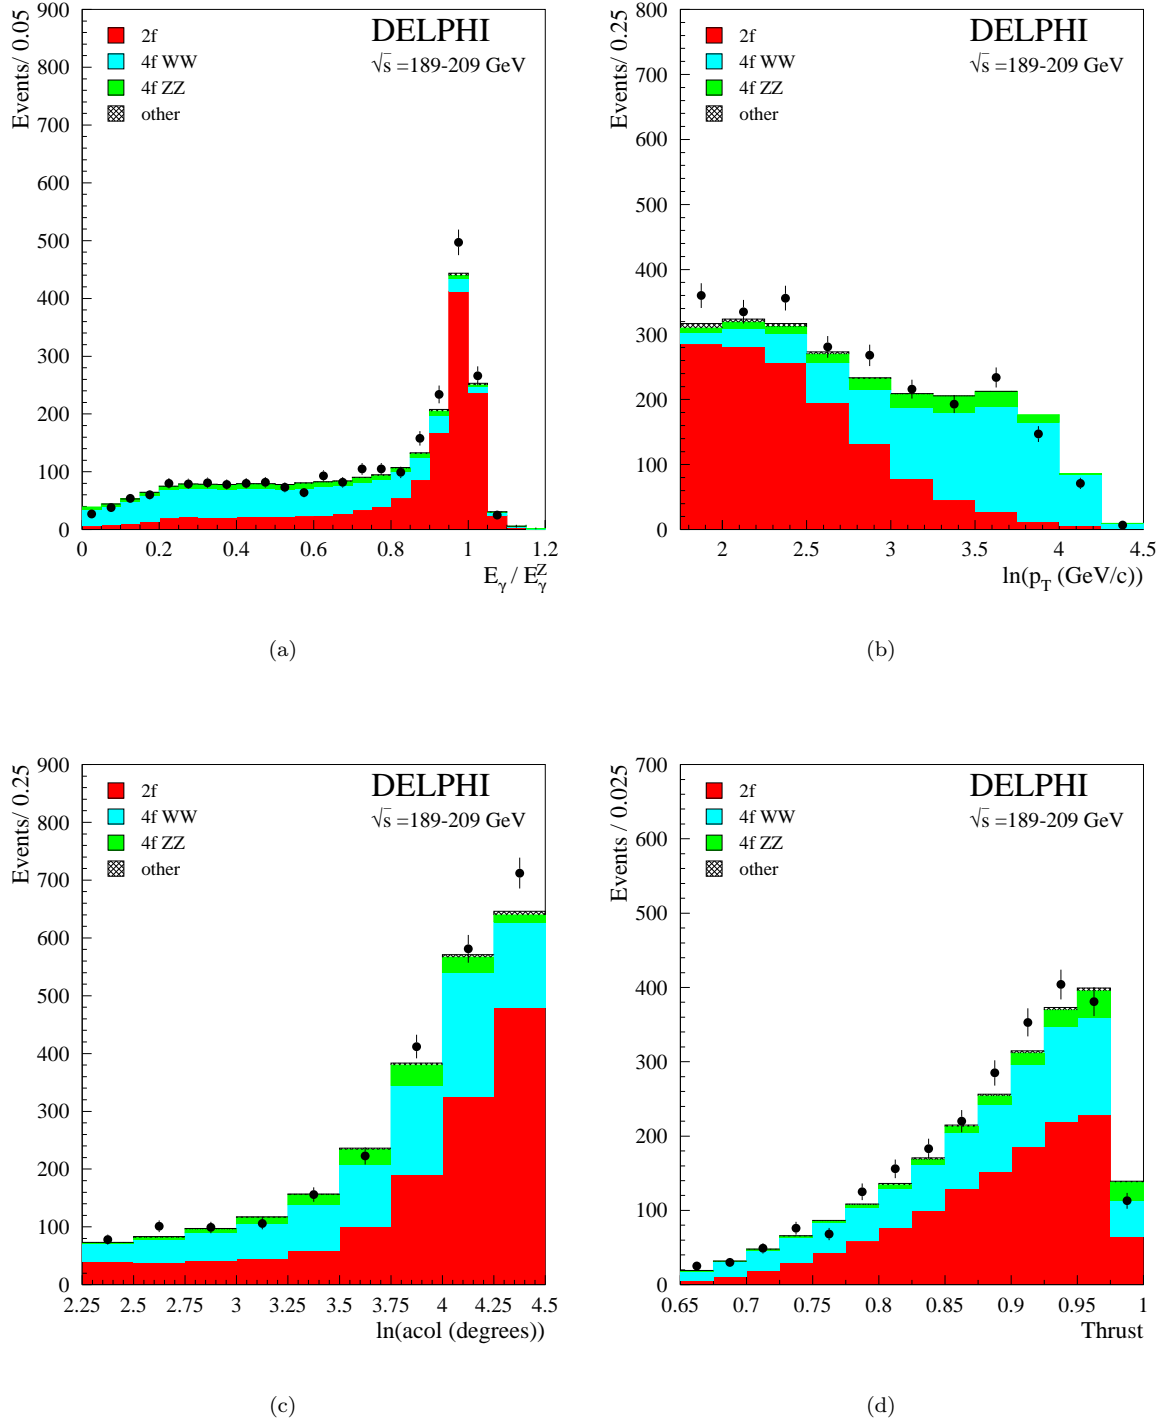 Events/ 0.05
900
800
700
600
500
400
300
200
100
0
2f
4f WW
4f ZZ
other
DELPHI
√s =189-209 GeV
0 0.2 0.4 0.6 0.8 1 1.2
E_γ / E_γ^Z
(a)
Events/ 0.25
800
700
600
500
400
300
200
100
0
2f
4f WW
4f ZZ
other
DELPHI
√s =189-209 GeV
2 2.5 3 3.5 4 4.5
ln(p_T (GeV/c))
(b)
Events/ 0.25
900
800
700
600
500
400
300
200
100
0
2f
4f WW
4f ZZ
other
DELPHI
√s =189-209 GeV
2.25 2.5 2.75 3 3.25 3.5 3.75 4 4.25 4.5
ln(acol (degrees))
(c)
Events / 0.025
700
600
500
400
300
200
100
0
2f
4f WW
4f ZZ
other
DELPHI
√s =189-209 GeV
0.65 0.7 0.75 0.8 0.85 0.9 0.95 1
Thrust
(d)